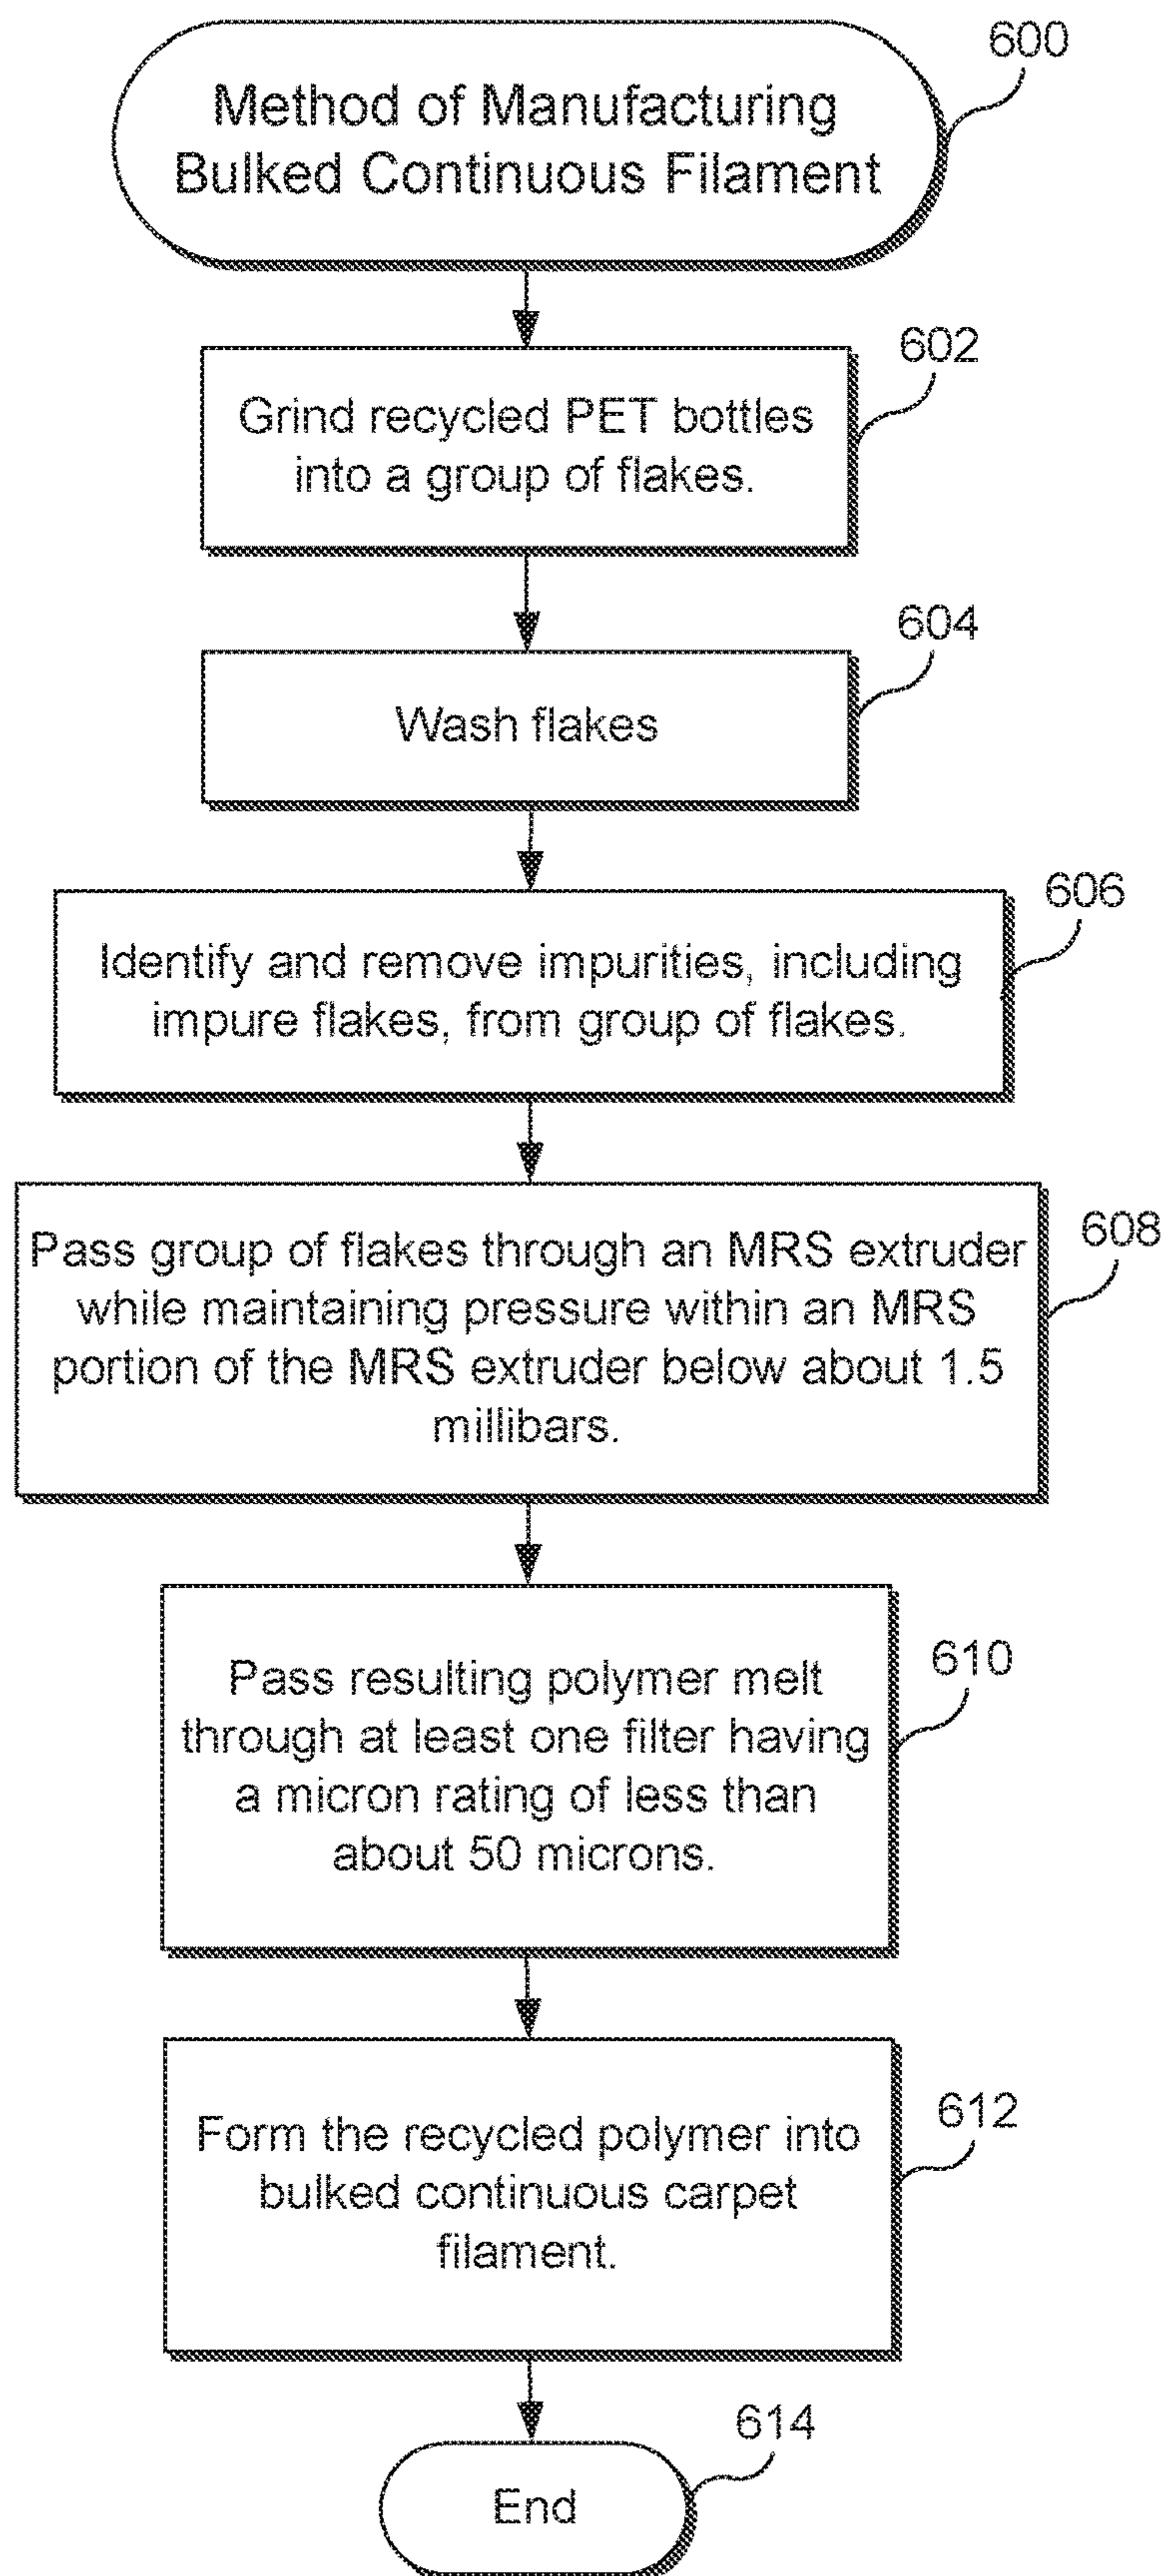 600
Method of Manufacturing
Bulked Continuous Filament
602
Grind recycled PET bottles
into a group of flakes.
604
Wash flakes
606
Identify and remove impurities, including
impure flakes, from group of flakes.
608
Pass group of flakes through an MRS extruder
while maintaining pressure within an MRS
portion of the MRS extruder below about 1.5
millibars.
610
Pass resulting polymer melt
through at least one filter having
a micron rating of less than
about 50 microns.
612
Form the recycled polymer into
bulked continuous carpet
filament.
614
End